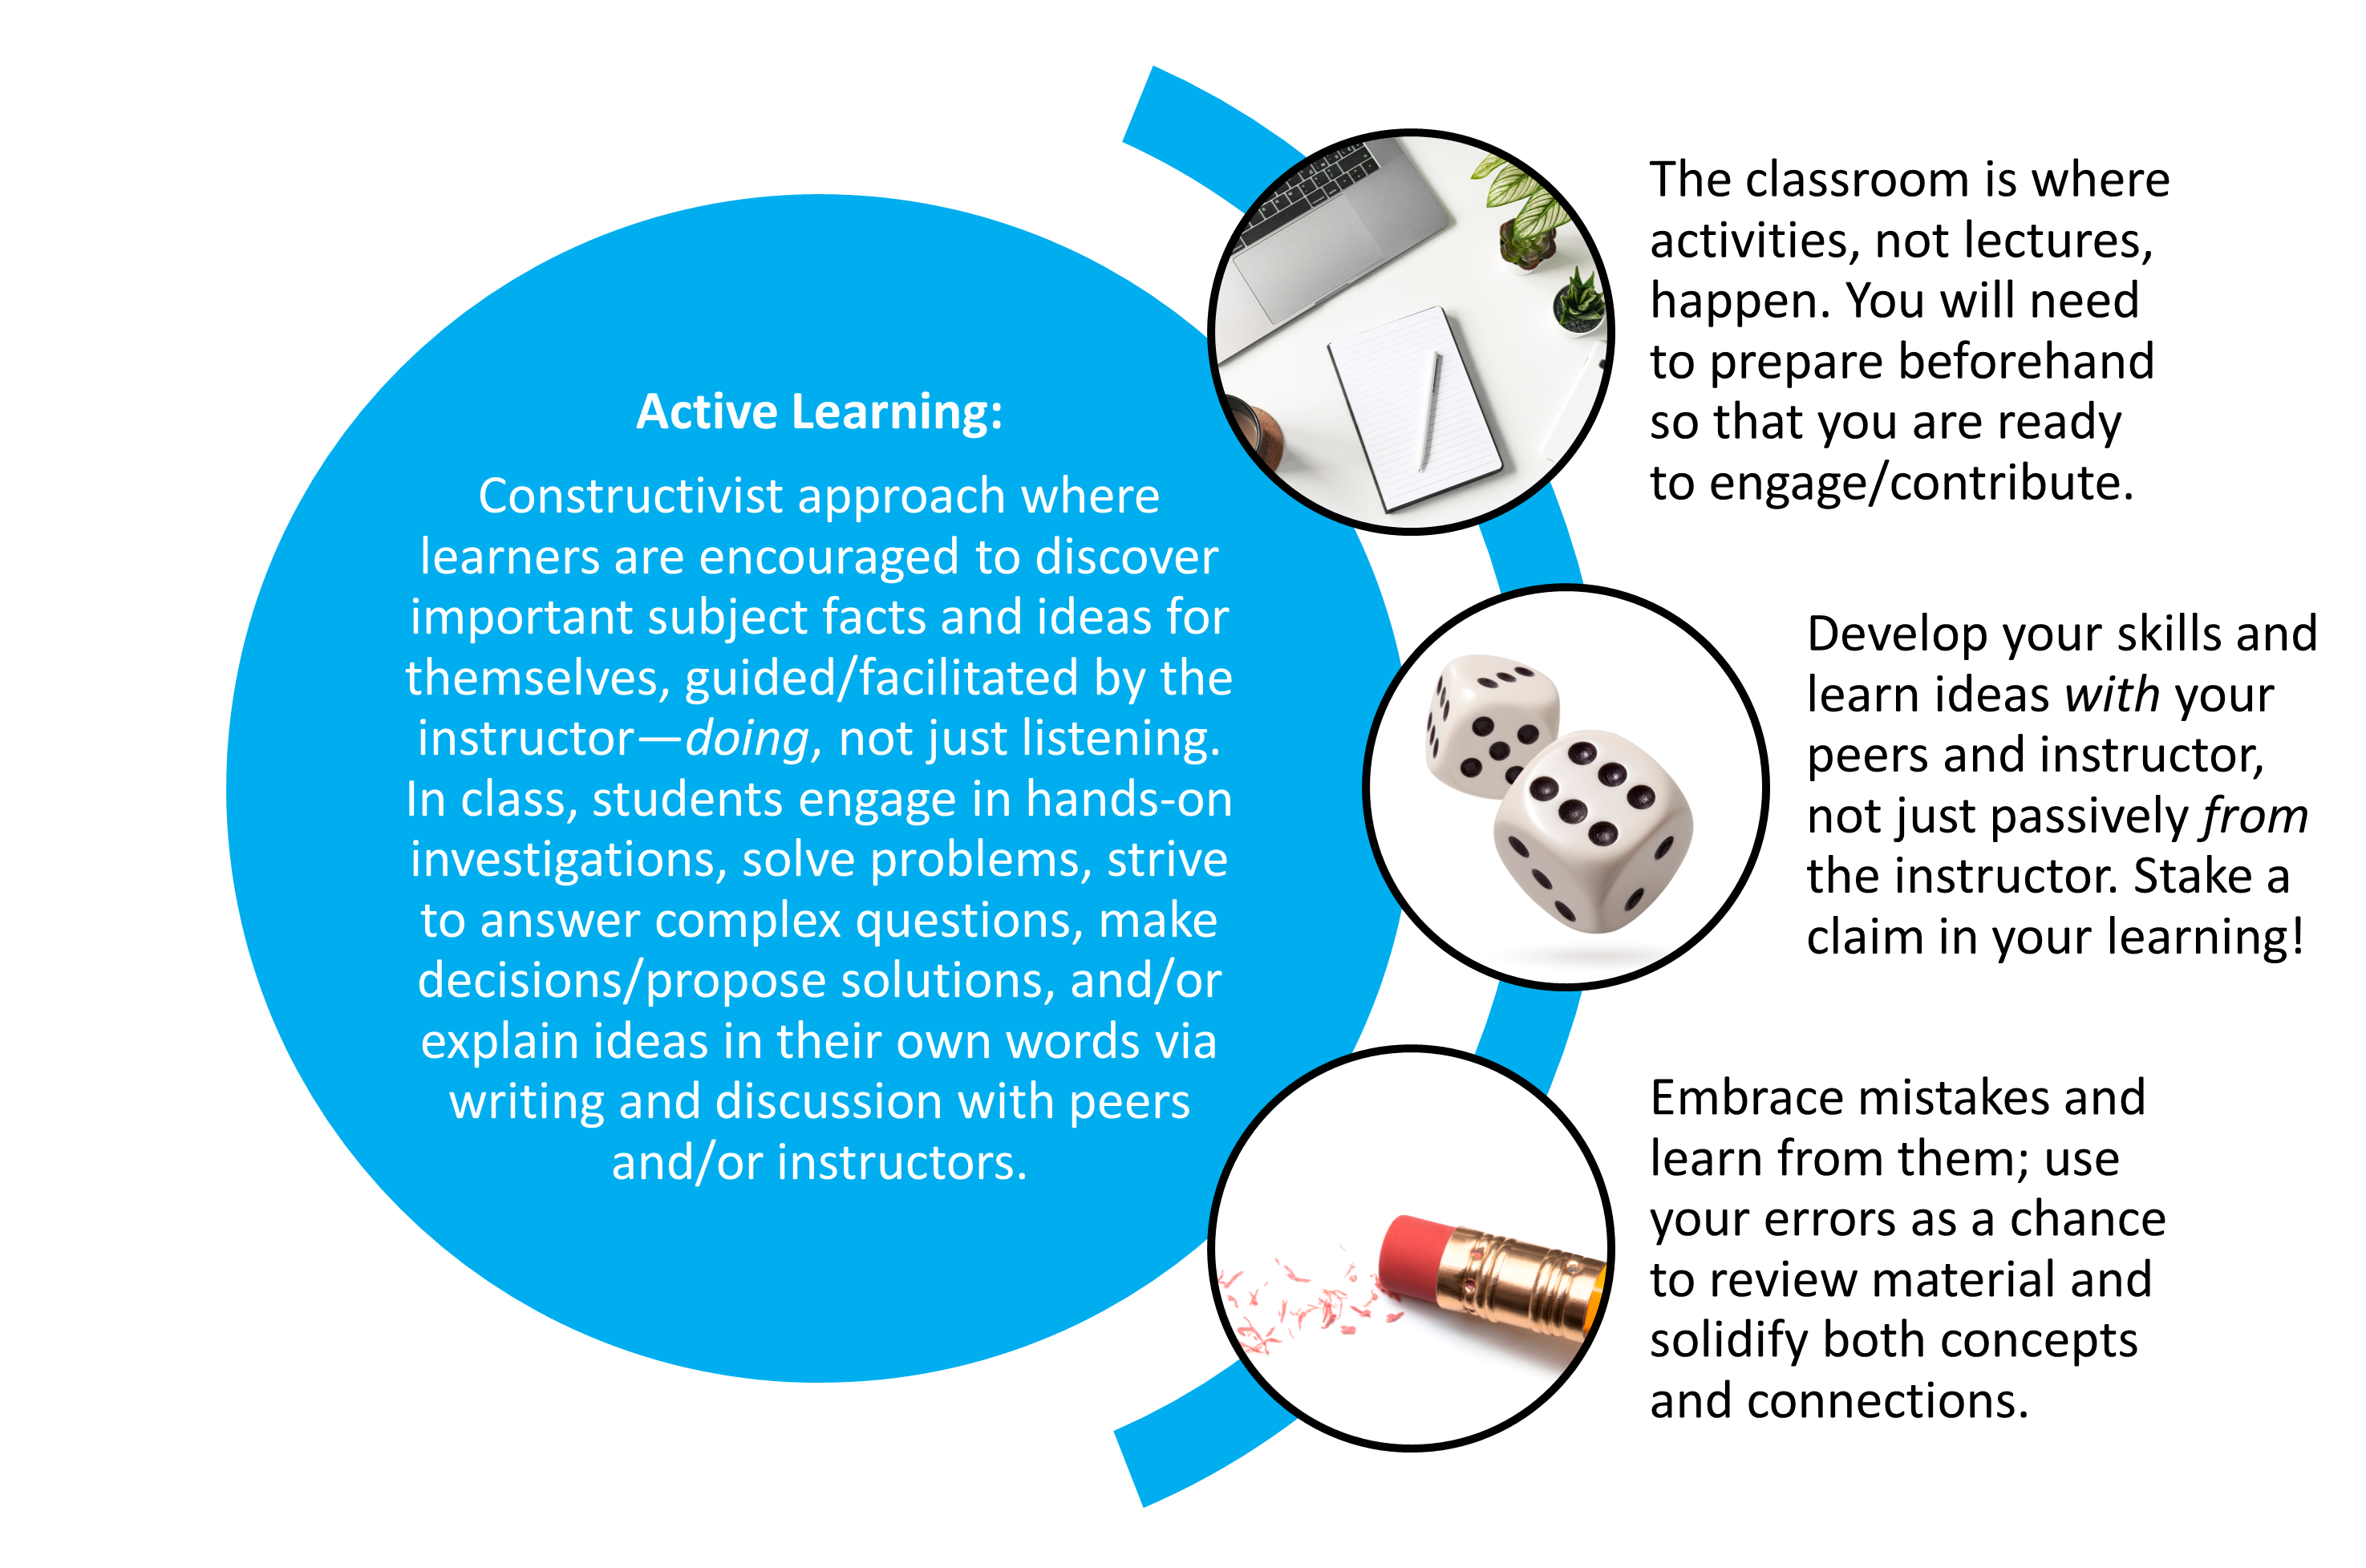 Active Learning:
Constructivist approach where
learners are encouraged to discover
important subject facts and ideas for
themselves, guided/facilitated by the
instructor—doing, not just listening.
In class, students engage in hands-on
investigations, solve problems, strive
to answer complex questions, make
decisions/propose solutions, and/or
explain ideas in their own words via
writing and discussion with peers
and/or instructors.
The classroom is where
activities, not lectures,
happen. You will need
to prepare beforehand
so that you are ready
to engage/contribute.
Develop your skills and
learn ideas with your
peers and instructor,
not just passively from
the instructor. Stake a
claim in your learning!
Embrace mistakes and
learn from them; use
your errors as a chance
to review material and
solidify both concepts
and connections.